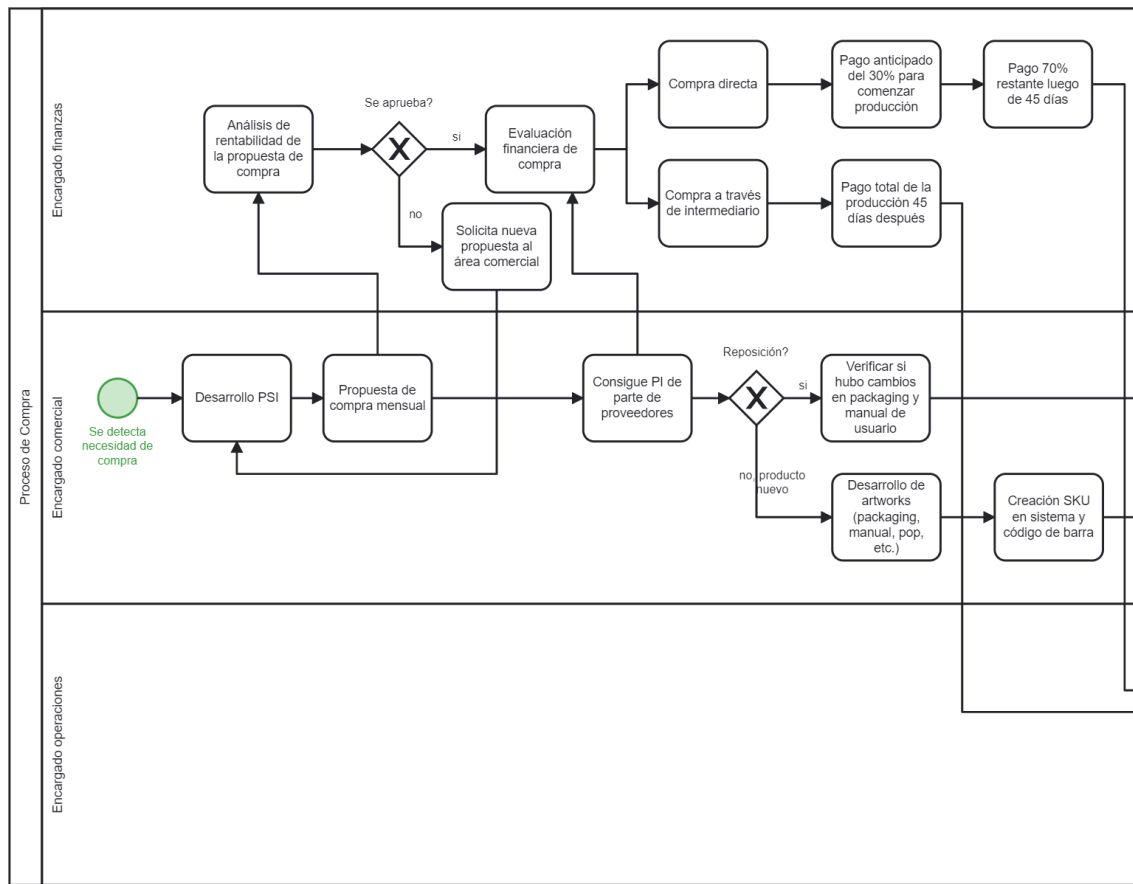 Proceso de Compra
Encargado finanzas
Análisis de
rentabilidad de
la propuesta de
compra
Se aprueba?
si
no
Solicita nueva
propuesta al
área comercial
Evaluación
financiera de
compra
Compra directa
Pago anticipado
del 30% para
comenzar
producción
Pago 70%
restante luego
de 45 días
Compra a través
de intermediario
Pago total de la
producción 45
días después
Encargado comercial
Se detecta
necesidad de
compra
Desarrollo PSI
Propuesta de
compra mensual
Consigue PI de
parte de
proveedores
Reposición?
si
Verificar si
hubo cambios
en packaging y
manual de
usuario
no, producto
nuevo
Desarrollo de
artworks
(packaging,
manual, pop,
etc.)
Creación SKU
en sistema y
código de barra
Encargado operaciones